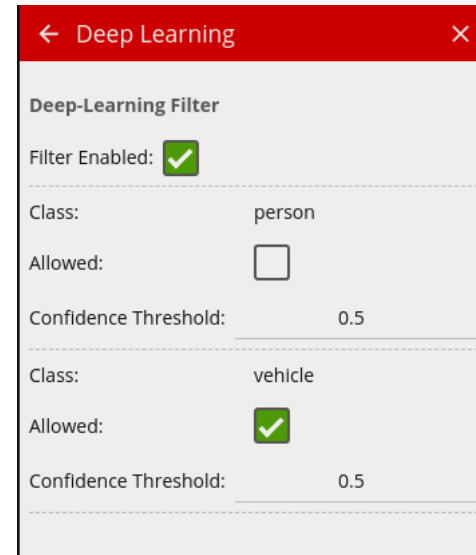 Deep Learning
Deep-Learning Filter
Filter Enabled:
Class: person
Allowed:
Confidence Threshold: 0.5
Class: vehicle
Allowed:
Confidence Threshold: 0.5